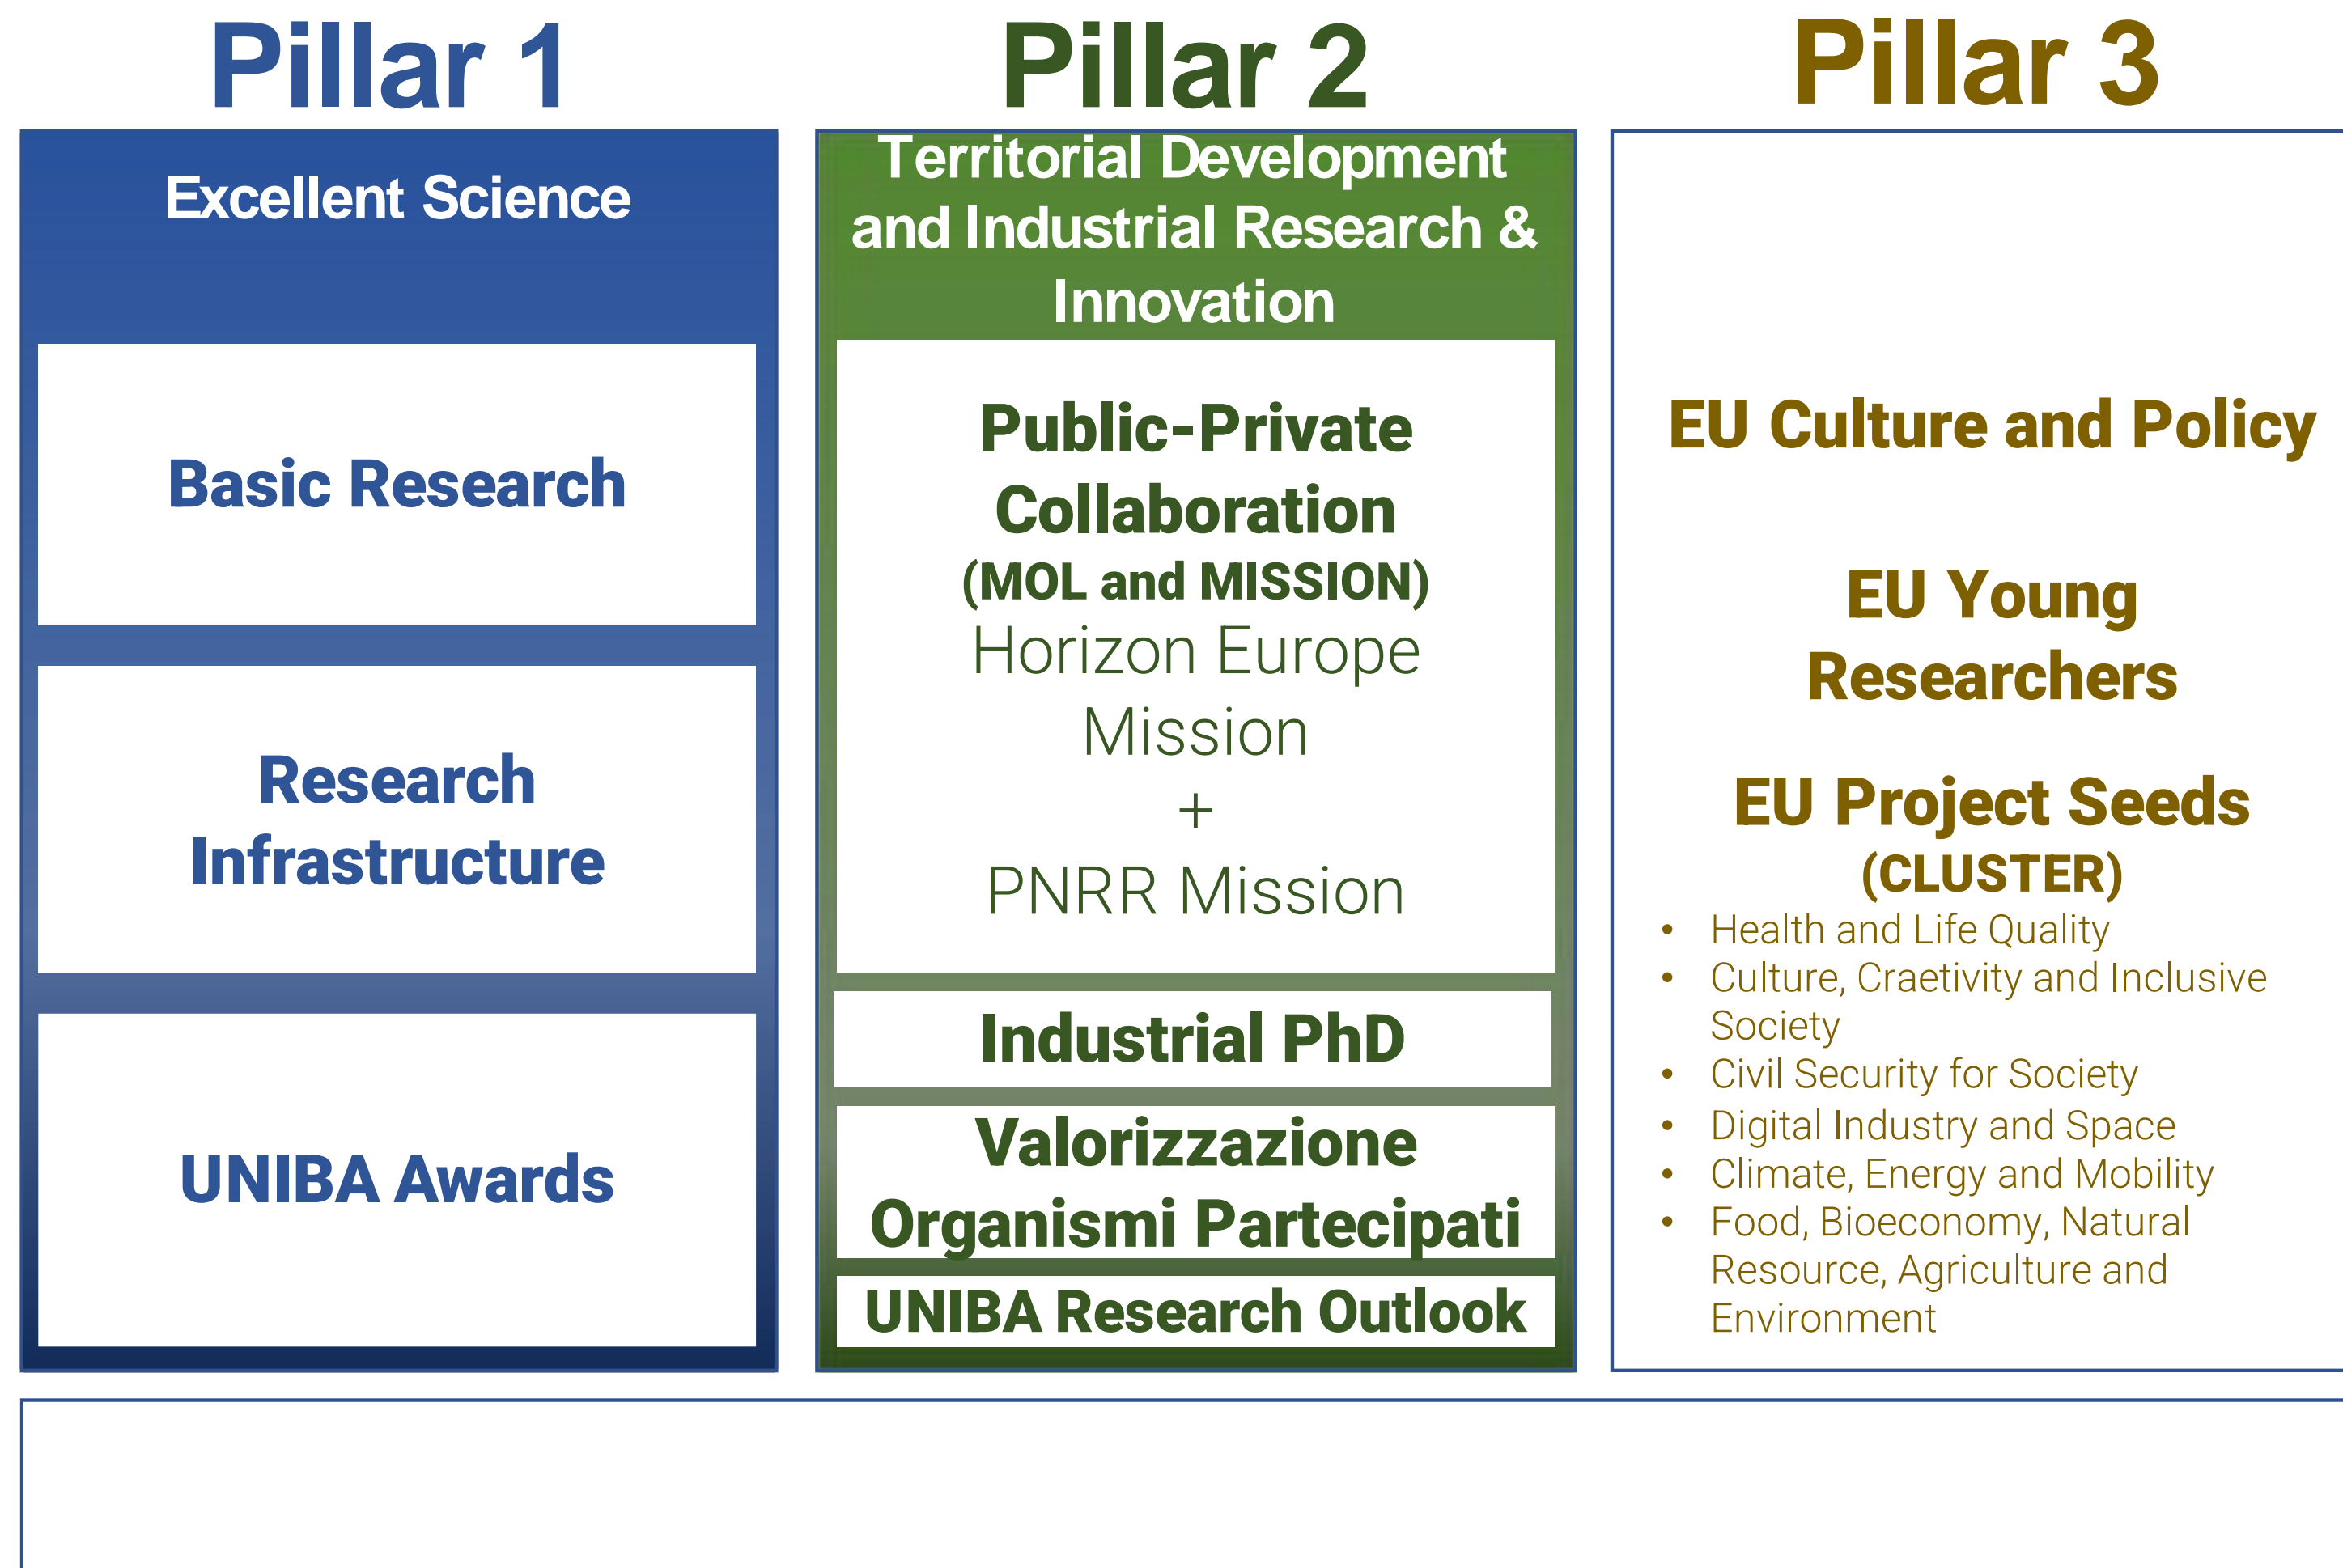 Pillar 1
Excellent Science
Basic Research
Research
Infrastructure
UNIBA Awards
Pillar 2
Territorial Development
and Industrial Research &
Innovation
Public-Private
Collaboration
(MOL and MISSION)
Horizon Europe
Mission
+
PNRR Mission
Industrial PhD
Valorizzazione
Organismi Partecipati
UNIBA Research Outlook
Pillar 3
EU Culture and Policy
EU Young
Researchers
EU Project Seeds
(CLUSTER)
• Health and Life Quality
• Culture, Craetivity and Inclusive
Society
• Civil Security for Society
• Digital Industry and Space
• Climate, Energy and Mobility
• Food, Bioeconomy, Natural
Resource, Agriculture and
Environment